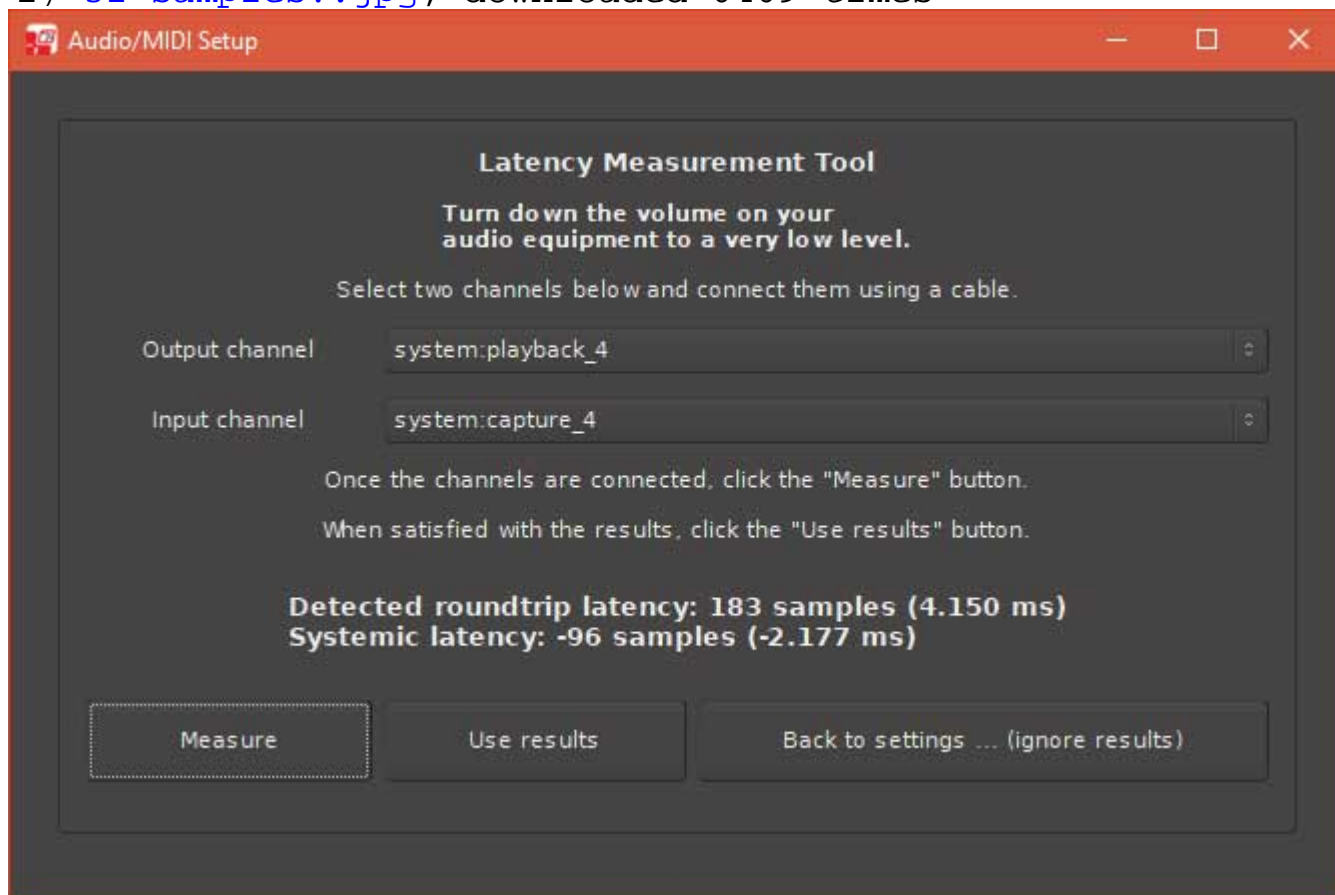 Audio/MIDI Setup
Latency Measurement Tool
Turn down the volume on your
audio equipment to a very low level.
Select two channels below and connect them using a cable.
Output channel system:playback_4
Input channel system:capture_4
Once the channels are connected, click the "Measure" button.
When satisfied with the results, click the "Use results" button.
Detected roundtrip latency: 183 samples (4.150 ms)
Systemic latency: -96 samples (-2.177 ms)
Measure Use results Back to settings ... (ignore results)